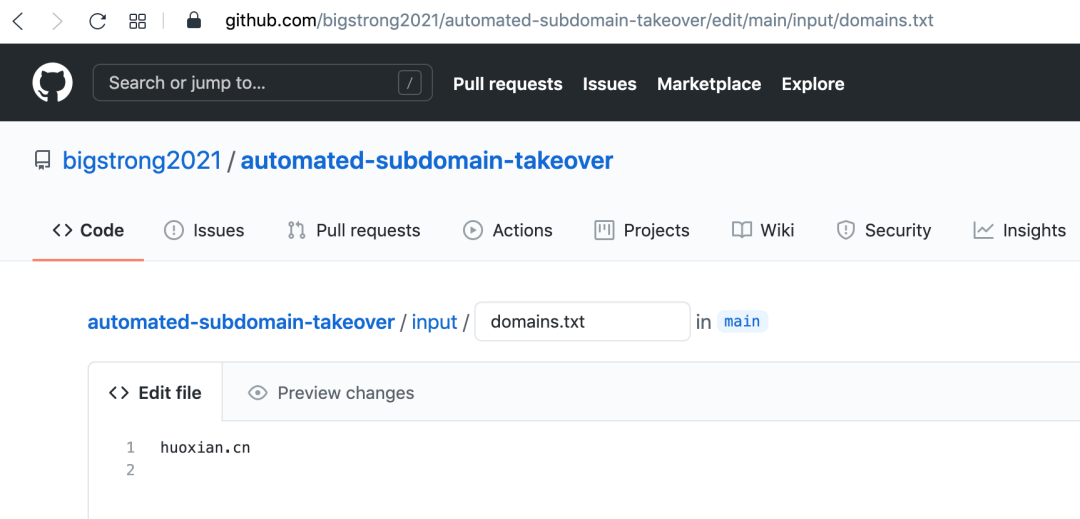 github.com/bigstrong2021/automated-subdomain-takeover/edit/main/input/domains.txt
Search or jump to... / Pull requests Issues Marketplace Explore
bigstrong2021 / automated-subdomain-takeover
<> Code Issues Pull requests Actions Projects Wiki Security Insights
automated-subdomain-takeover / input / domains.txt in main
<> Edit file Preview changes
1 huoxian.cn
2